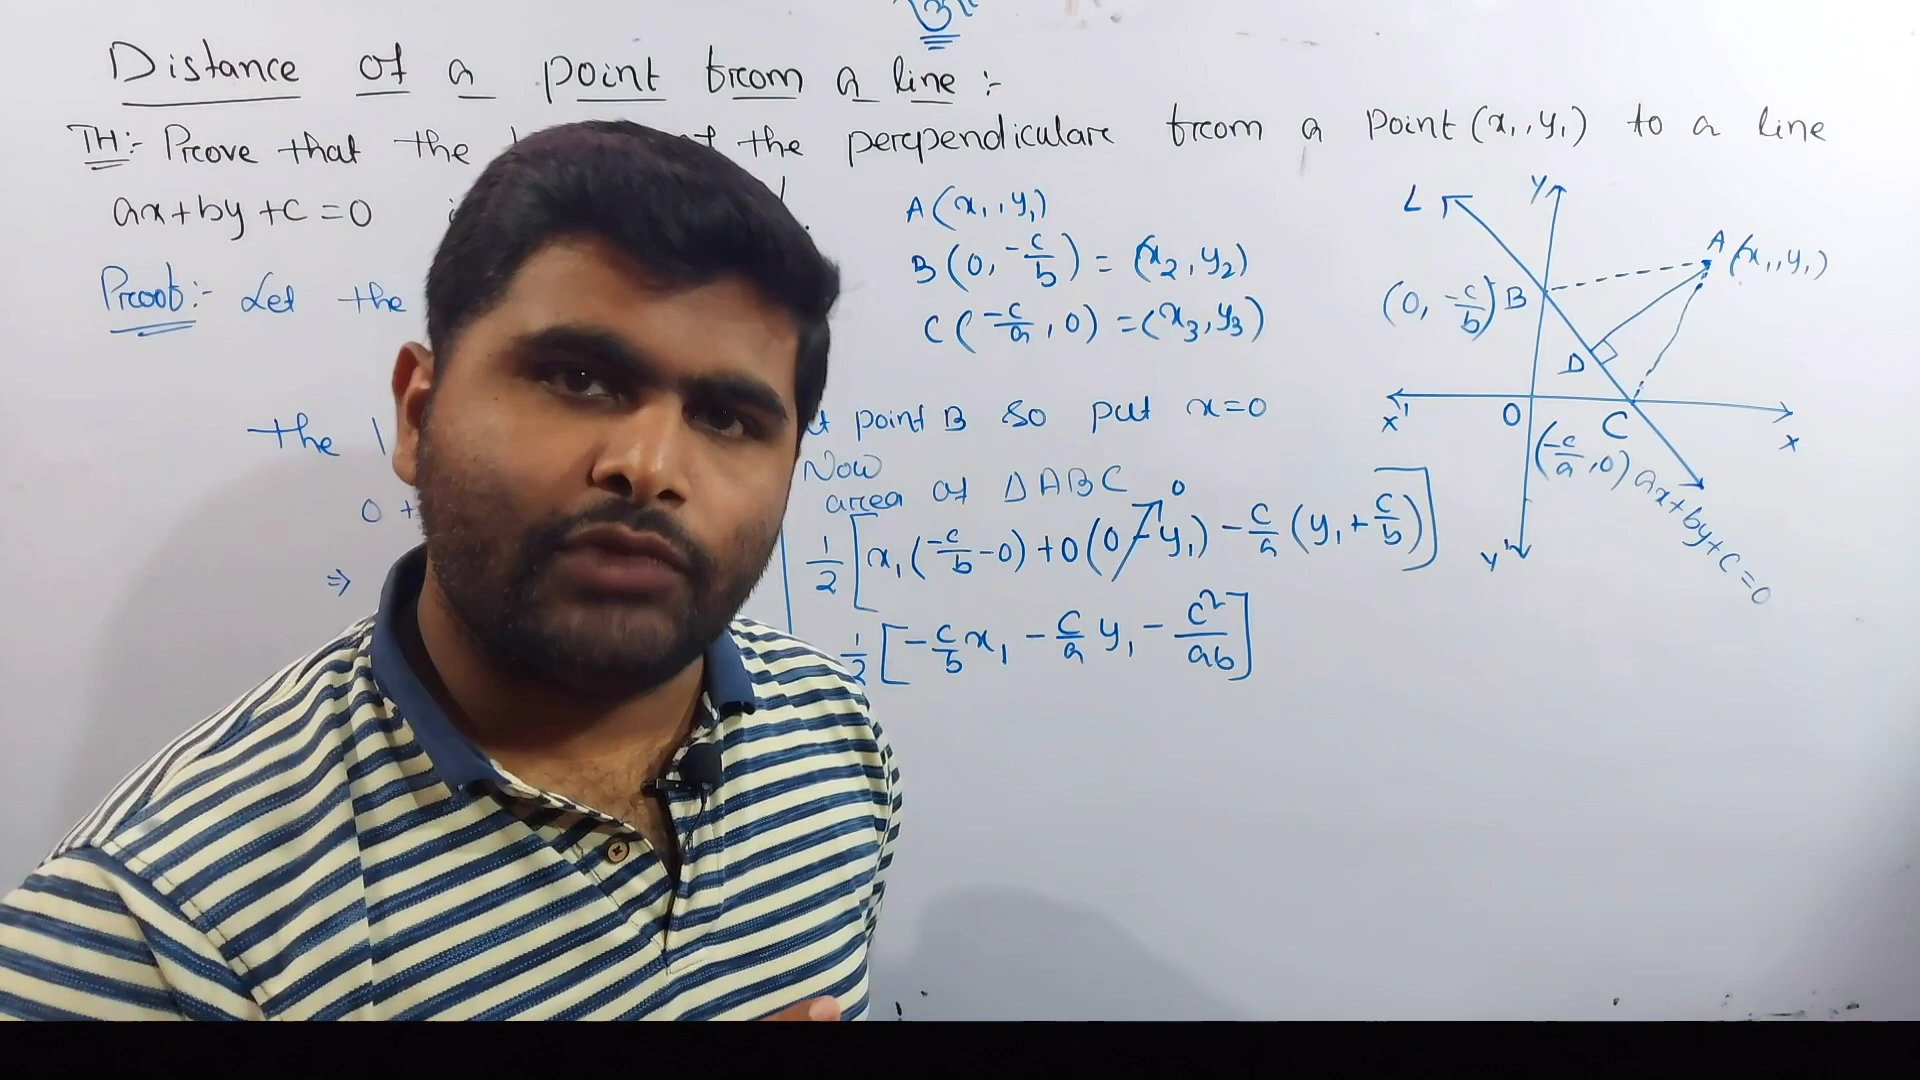 Distance of a point from a line :-
TH:- Prove that the the perpendicular from a point (x₁, y₁) to a line
ax+by+c=0
Proof:- Let the
A(x₁, y₁)
B(0, -c/b) = (x₂, y₂)
C(-c/a, 0) = (x₃, y₃)
the point B so put x=0
0 +
⇒
Now
area of ΔABC
1/2 [x₁(-c/b - 0) + 0(0 - y₁) - c/a (y₁ + c/b)]
0
1/2 [-c/b x₁ - c/a y₁ - c²/ab]
L
Y
A(x₁, y₁)
(0, -c/b) B
D
X'
O
C
X
(-c/a, 0)
ax+by+c=0
Y'